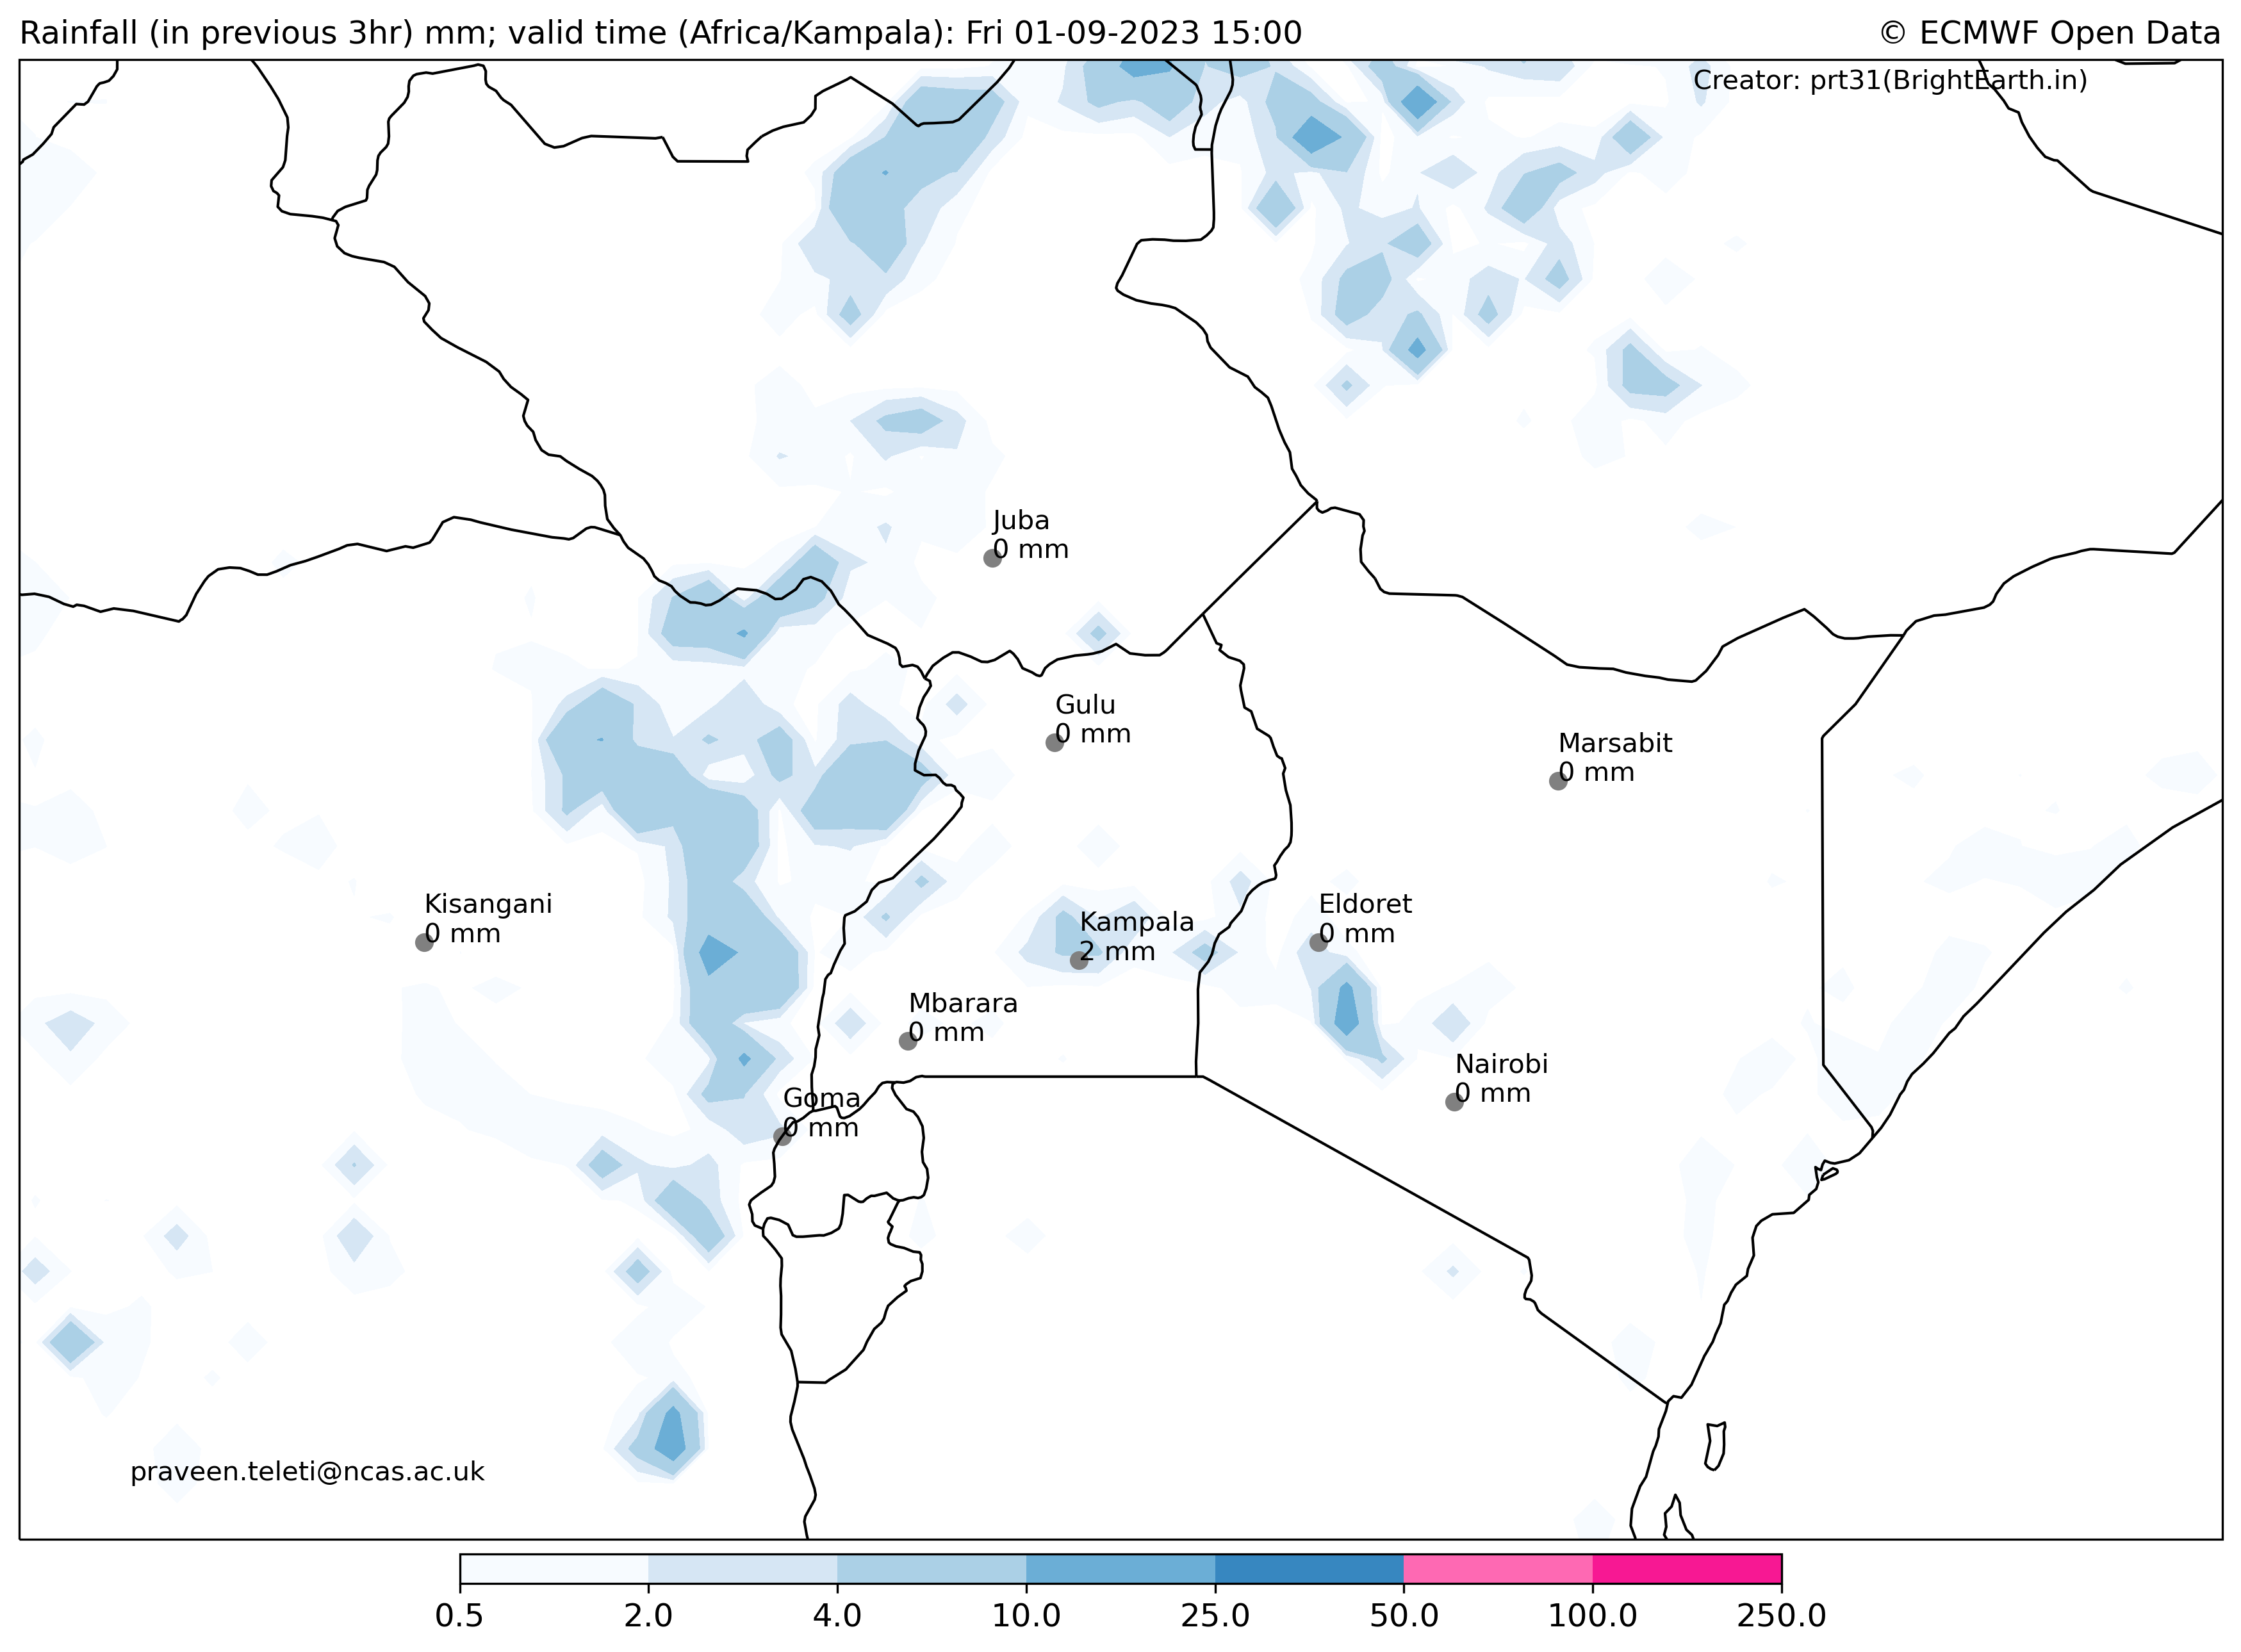 Rainfall (in previous 3hr) mm; valid time (Africa/Kampala): Fri 01-09-2023 15:00
© ECMWF Open Data
Creator: prt31(BrightEarth.in)
Juba
0 mm
Gulu
0 mm
Marsabit
0 mm
Kisangani
0 mm
Kampala
2 mm
Eldoret
0 mm
Mbarara
0 mm
Nairobi
0 mm
Goma
0 mm
praveen.teleti@ncas.ac.uk
0.5 2.0 4.0 10.0 25.0 50.0 100.0 250.0